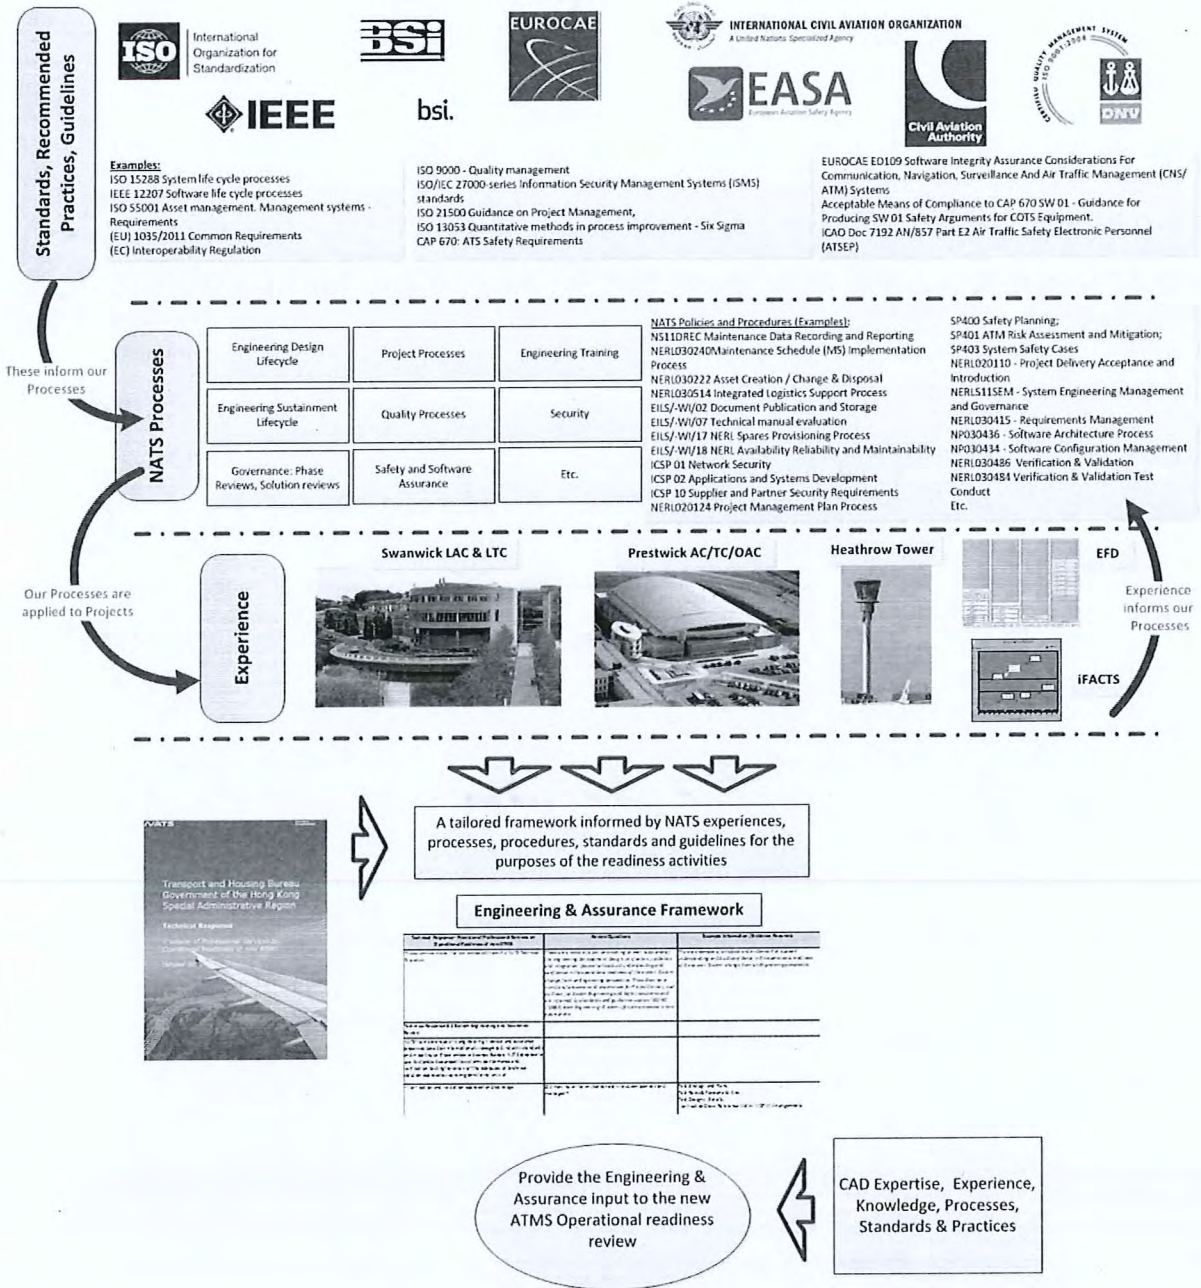 Standards, Recommended
Practices, Guidelines
ISO
International
Organization for
Standardization
BSi
EUROCAE
INTERNATIONAL CIVIL AVIATION ORGANIZATION
A United Nations Specialized Agency
IEEE
bsi.
EASA
European Aviation Safety Agency
Civil Aviation
Authority
CERTIFIED QUALITY MANAGEMENT SYSTEM
ISO 9001:2008
DNV
Examples:
ISO 15288 System life cycle processes
IEEE 12207 Software life cycle processes
ISO 55001 Asset management. Management systems -
Requirements
(EU) 1035/2011 Common Requirements
(EC) Interoperability Regulation
ISO 9000 - Quality management
ISO/IEC 27000-series Information Security Management Systems (ISMS)
standards
ISO 21500 Guidance on Project Management,
ISO 13053 Quantitative methods in process improvement - Six Sigma
CAP 670: ATS Safety Requirements
EUROCAE ED109 Software Integrity Assurance Considerations For
Communication, Navigation, Surveillance And Air Traffic Management (CNS/
ATM) Systems
Acceptable Means of Compliance to CAP 670 SW 01 - Guidance for
Producing SW 01 Safety Arguments for COTS Equipment.
ICAO Doc 7192 AN/857 Part E2 Air Traffic Safety Electronic Personnel
(ATSEP)
These inform our
Processes
NATS Processes
Engineering Design
Lifecycle
Project Processes
Engineering Training
Engineering Sustainment
Lifecycle
Quality Processes
Security
Governance: Phase
Reviews, Solution reviews
Safety and Software
Assurance
Etc.
NATS Policies and Procedures (Examples):
NS11DREC Maintenance Data Recording and Reporting
NERL030240Maintenance Schedule (MS) Implementation
Process
NERL030222 Asset Creation / Change & Disposal
NERL030514 Integrated Logistics Support Process
EILS/-WI/02 Document Publication and Storage
EILS/-WI/07 Technical manual evaluation
EILS/-WI/17 NERL Spares Provisioning Process
EILS/-WI/18 NERL Availability Reliability and Maintainability
ICSP 01 Network Security
ICSP 02 Applications and Systems Development
ICSP 10 Supplier and Partner Security Requirements
NERL020124 Project Management Plan Process
SP400 Safety Planning;
SP401 ATM Risk Assessment and Mitigation;
SP403 System Safety Cases
NERL020110 - Project Delivery Acceptance and
Introduction
NERLS11SEM - System Engineering Management
and Governance
NERL030415 - Requirements Management
NP030436 - Software Architecture Process
NP030434 - Software Configuration Management
NERL030486 Verification & Validation
NERL030484 Verification & Validation Test
Conduct
Etc.
Our Processes are
applied to Projects
Experience
Swanwick LAC & LTC
Prestwick AC/TC/OAC
Heathrow Tower
EFD
iFACTS
Experience
informs our
Processes
NATS
Transport and Housing Bureau
Government of the Hong Kong
Special Administrative Region
Technical Response
A tailored framework informed by NATS experiences,
processes, procedures, standards and guidelines for the
purposes of the readiness activities
Engineering & Assurance Framework
Provide the Engineering &
Assurance input to the new
ATMS Operational readiness
review
CAD Expertise, Experience,
Knowledge, Processes,
Standards & Practices